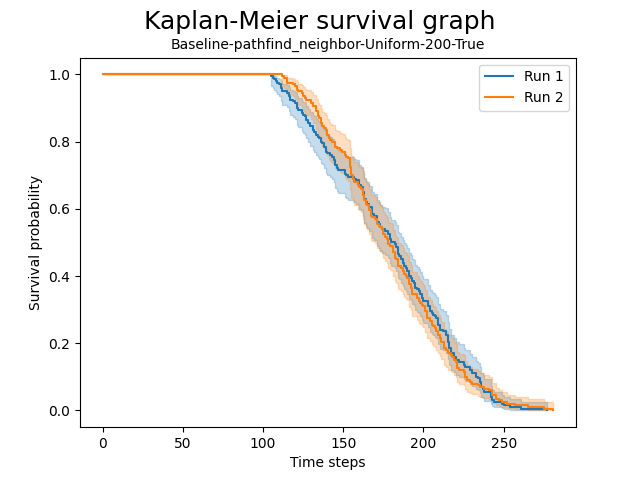 Kaplan-Meier survival graph
Baseline-pathfind_neighbor-Uniform-200-True
Run 1
Run 2
Survival probability
1.0
0.8
0.6
0.4
0.2
0.0
0 50 100 150 200 250
Time steps